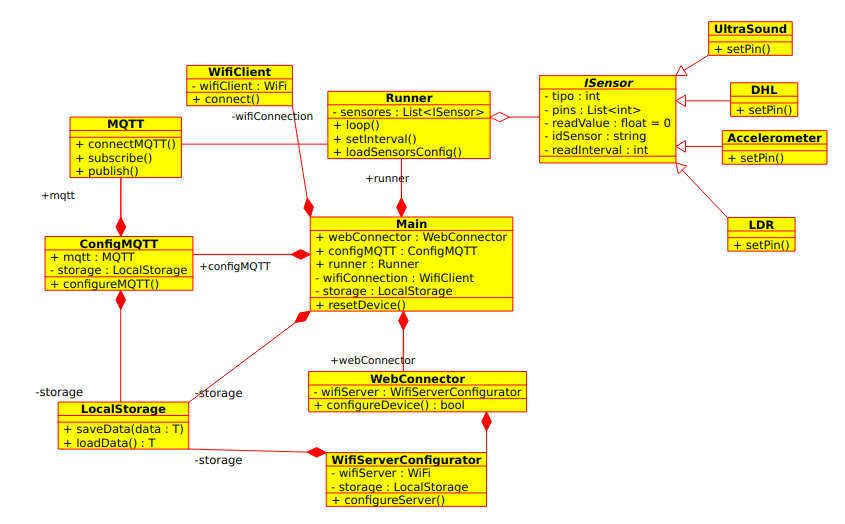 UltraSound
+ setPin()
WifiClient
- wifiClient : WiFi
+ connect()
-wifiConnection
Runner
- sensores : List<ISensor>
+ loop()
+ setInterval()
+ loadSensorsConfig()
+runner
ISensor
- tipo : int
- pins : List<int>
- readValue : float = 0
- idSensor : string
- readInterval : int
DHL
+ setPin()
Accelerometer
+ setPin()
LDR
+ setPin()
MQTT
+ connectMQTT()
+ subscribe()
+ publish()
+mqtt
ConfigMQTT
+ mqtt : MQTT
- storage : LocalStorage
+ configureMQTT()
+configMQTT
Main
+ webConnector : WebConnector
+ configMQTT : ConfigMQTT
+ runner : Runner
- wifiConnection : WifiClient
- storage : LocalStorage
+ resetDevice()
+webConnector
WebConnector
- wifiServer : WifiServerConfigurator
+ configureDevice() : bool
-storage
-storage
LocalStorage
+ saveData(data : T)
+ loadData() : T
-storage
WifiServerConfigurator
- wifiServer : WiFi
- storage : LocalStorage
+ configureServer()